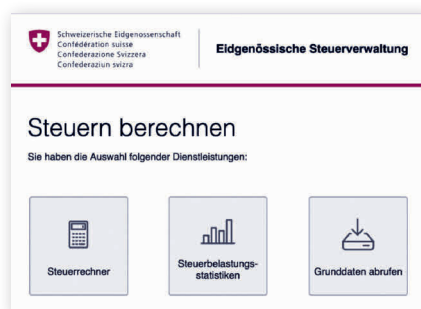 Schweizerische Eidgenossenschaft
Confédération suisse
Confederazione Svizzera
Confederaziun svizra
Eidgenössische Steuerverwaltung
Steuern berechnen
Sie haben die Auswahl folgender Dienstleistungen:
Steuerrechner
Steuerbelastungs-
statistiken
Grunddaten abrufen